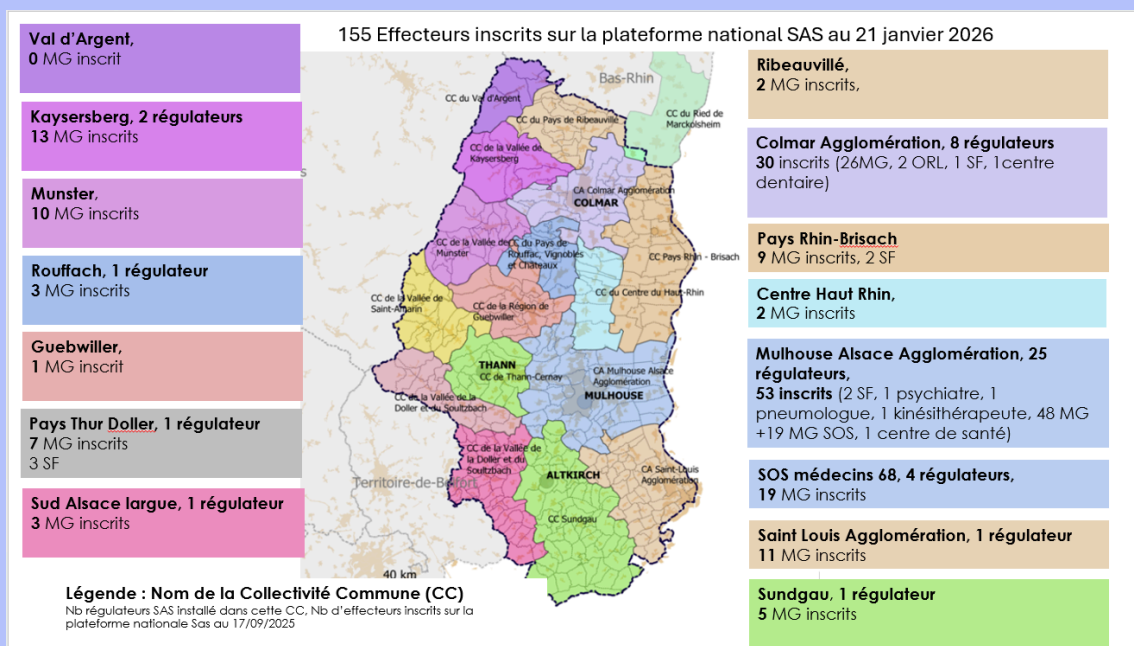 155 Effecteurs inscrits sur la plateforme national SAS au 21 janvier 2026
Val d’Argent,
0 MG inscrit
Kaysersberg, 2 régulateurs
13 MG inscrits
Munster,
10 MG inscrits
Rouffach, 1 régulateur
3 MG inscrits
Guebwiller,
1 MG inscrit
Pays Thur Doller, 1 régulateur
7 MG inscrits
3 SF
Sud Alsace largue, 1 régulateur
3 MG inscrits
Bas-Rhin
CC du Val d'Argent
CC du Pays de Ribeauvillé
CC du Ried de
Marckolsheim
CC de la Vallée de
Kaysersberg
CA Colmar Agglomération
COLMAR
CC de la Vallée de
Munster
CC du Pays de
Rouffac, Vignobles
et Châteaux
CC Pays Rhin - Brisach
CC de la Vallée de
Saint-Amarin
CC du Centre du Haut-Rhin
CC de la Région de
Guebwiller
THANN
CC de Thann-Cernay
CA Mulhouse Alsace
Agglomération
MULHOUSE
CC de la Vallée de la
Doller et du Soultzbach
CC de la Vallée de
la Doller et du
Soultzbach
Territoire-de-Belfort
ALTKIRCH
CA Saint-Louis
Agglomération
CC Sundgau
40 km
Ribeauvillé,
2 MG inscrits,
Colmar Agglomération, 8 régulateurs
30 inscrits (26MG, 2 ORL, 1 SF, 1centre
dentaire)
Pays Rhin-Brisach
9 MG inscrits, 2 SF
Centre Haut Rhin,
2 MG inscrits
Mulhouse Alsace Agglomération, 25
régulateurs,
53 inscrits (2 SF, 1 psychiatre, 1
pneumologue, 1 kinésithérapeute, 48 MG
+19 MG SOS, 1 centre de santé)
SOS médecins 68, 4 régulateurs,
19 MG inscrits
Saint Louis Agglomération, 1 régulateur
11 MG inscrits
Sundgau, 1 régulateur
5 MG inscrits
Légende : Nom de la Collectivité Commune (CC)
Nb régulateurs SAS installé dans cette CC, Nb d’effecteurs inscrits sur la
plateforme nationale Sas au 17/09/2025